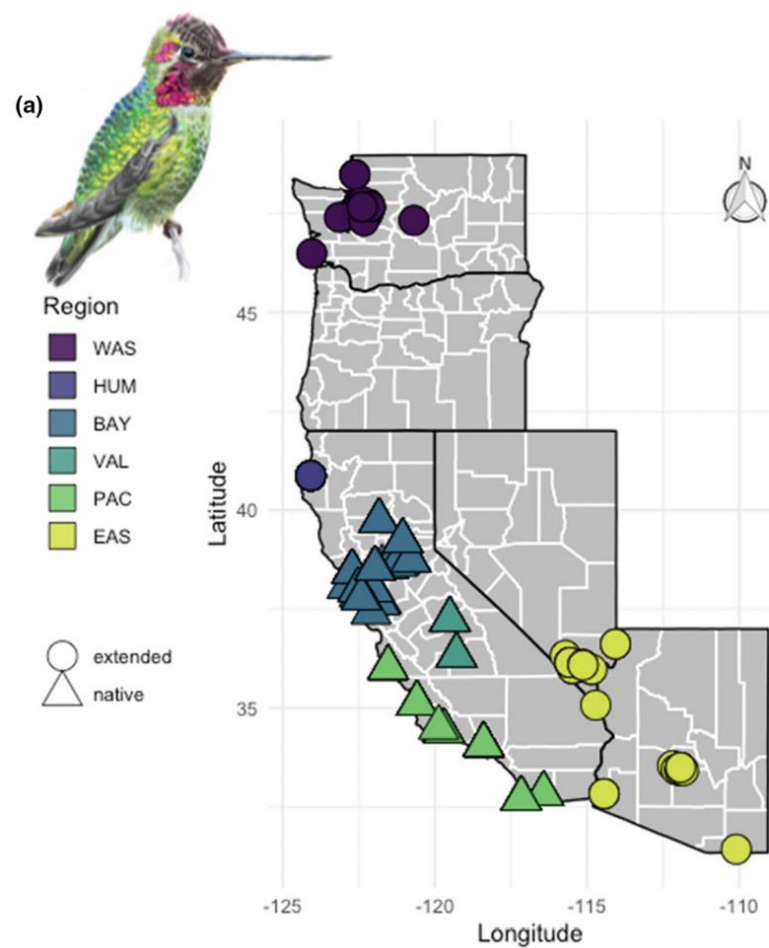 (a)
N
Region
WAS
HUM
BAY
VAL
PAC
EAS
extended
native
Latitude
45
40
35
-125
-120
-115
-110
Longitude